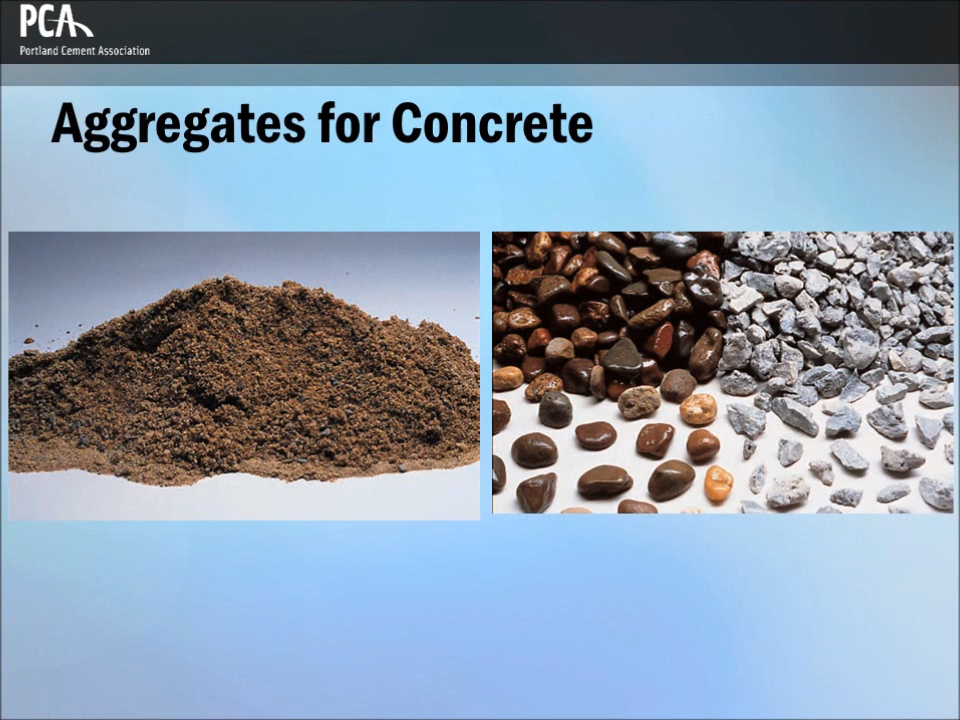 PCA
Portland Cement Association
Aggregates for Concrete